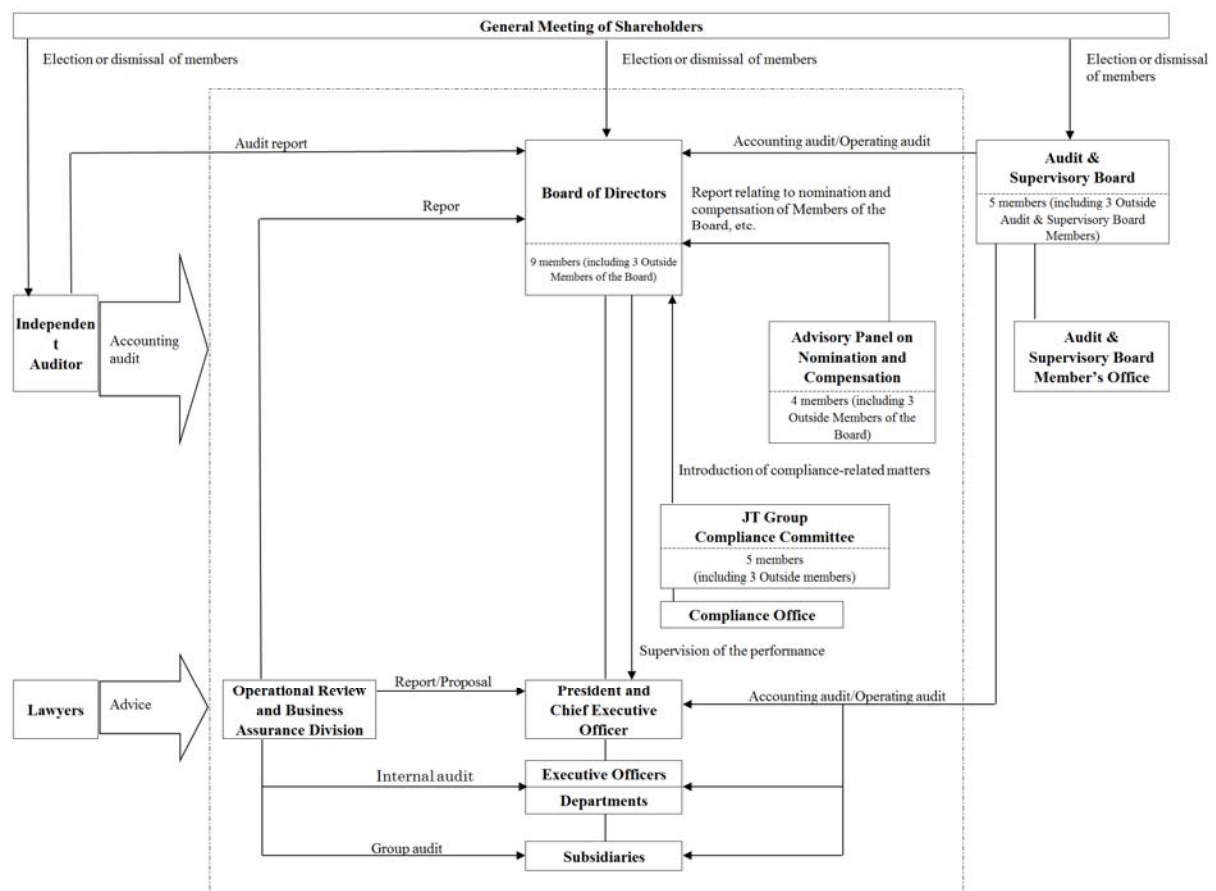 General Meeting of Shareholders
Election or dismissal of members
Election or dismissal of members
Election or dismissal
of members
Audit report
Accounting audit/Operating audit
Board of Directors
Audit &
Supervisory Board
5 members (including 3 Outside
Audit & Supervisory Board
Members)
Repor
Report relating to nomination and
compensation of Members of the
Board, etc.
9 members (including 3 Outside
Members of the Board)
Independen
t
Auditor
Accounting
audit
Advisory Panel on
Nomination and
Compensation
4 members (including 3
Outside Members of the
Board)
Audit &
Supervisory Board
Member’s Office
Introduction of compliance-related matters
JT Group
Compliance Committee
5 members
(including 3 Outside members)
Compliance Office
Supervision of the performance
Lawyers
Advice
Operational Review
and Business
Assurance Division
Report/Proposal
President and
Chief Executive
Officer
Accounting audit/Operating audit
Internal audit
Executive Officers
Departments
Group audit
Subsidiaries